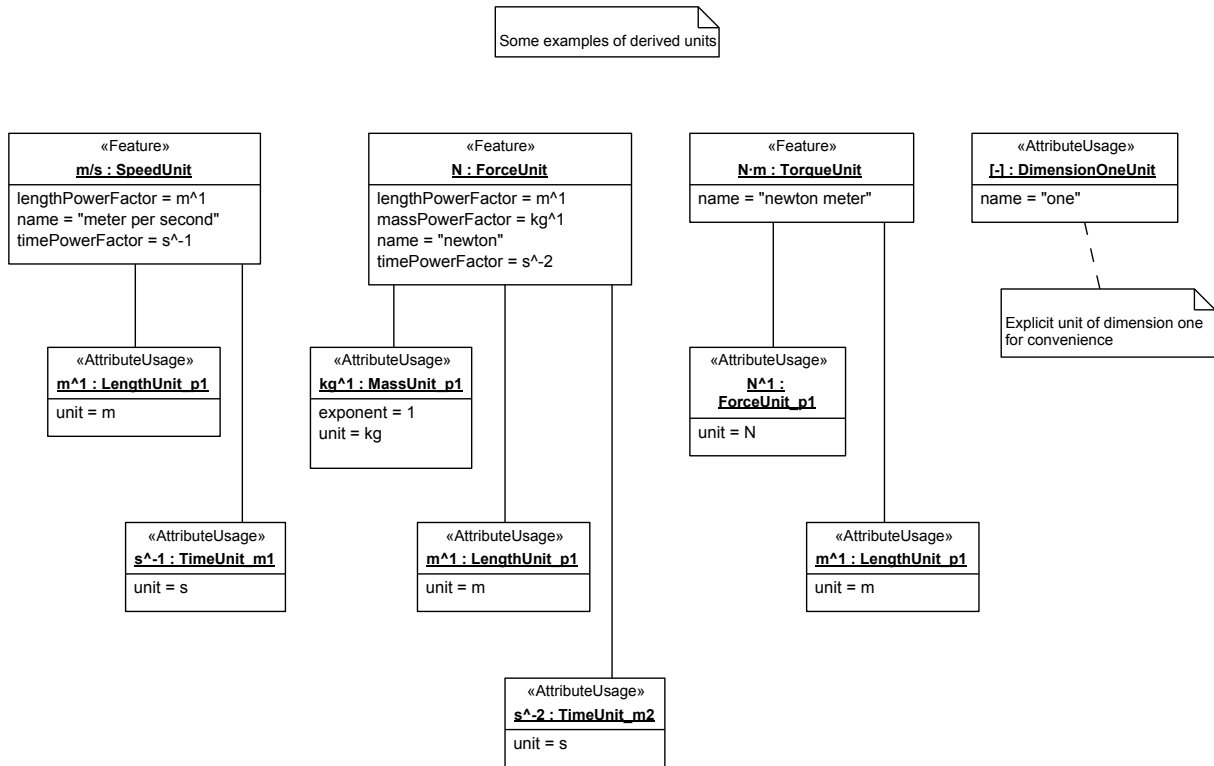 Some examples of derived units
«Feature»
m/s : SpeedUnit
lengthPowerFactor = m^1
name = "meter per second"
timePowerFactor = s^-1
«Feature»
N : ForceUnit
lengthPowerFactor = m^1
massPowerFactor = kg^1
name = "newton"
timePowerFactor = s^-2
«Feature»
N·m : TorqueUnit
name = "newton meter"
«AttributeUsage»
[-] : DimensionOneUnit
name = "one"
Explicit unit of dimension one
for convenience
«AttributeUsage»
m^1 : LengthUnit_p1
unit = m
«AttributeUsage»
kg^1 : MassUnit_p1
exponent = 1
unit = kg
«AttributeUsage»
N^1 :
ForceUnit_p1
unit = N
«AttributeUsage»
s^-1 : TimeUnit_m1
unit = s
«AttributeUsage»
m^1 : LengthUnit_p1
unit = m
«AttributeUsage»
m^1 : LengthUnit_p1
unit = m
«AttributeUsage»
s^-2 : TimeUnit_m2
unit = s